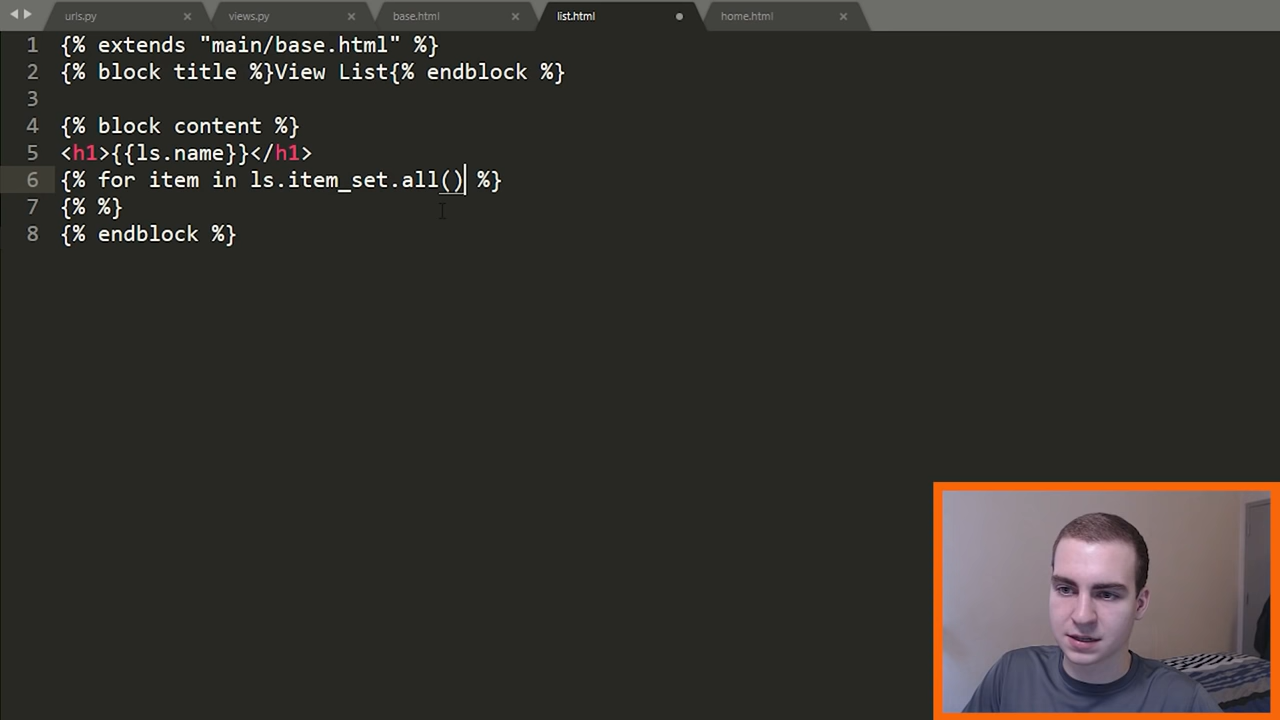 urls.py
views.py
base.html
list.html
home.html
1 {% extends "main/base.html" %}
2 {% block title %}View List{% endblock %}
3
4 {% block content %}
5 <h1>{{ls.name}}</h1>
6 {% for item in ls.item_set.all() %}
7 {% %}
8 {% endblock %}